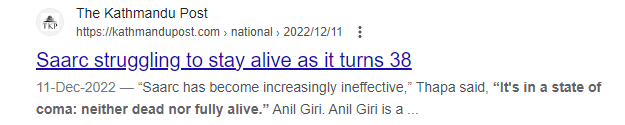 The Kathmandu Post
TKP
https://kathmandupost.com › national › 2022/12/11
Saarc struggling to stay alive as it turns 38
11-Dec-2022 — “Saarc has become increasingly ineffective,” Thapa said, “It's in a state of
coma: neither dead nor fully alive.” Anil Giri. Anil Giri is a ...